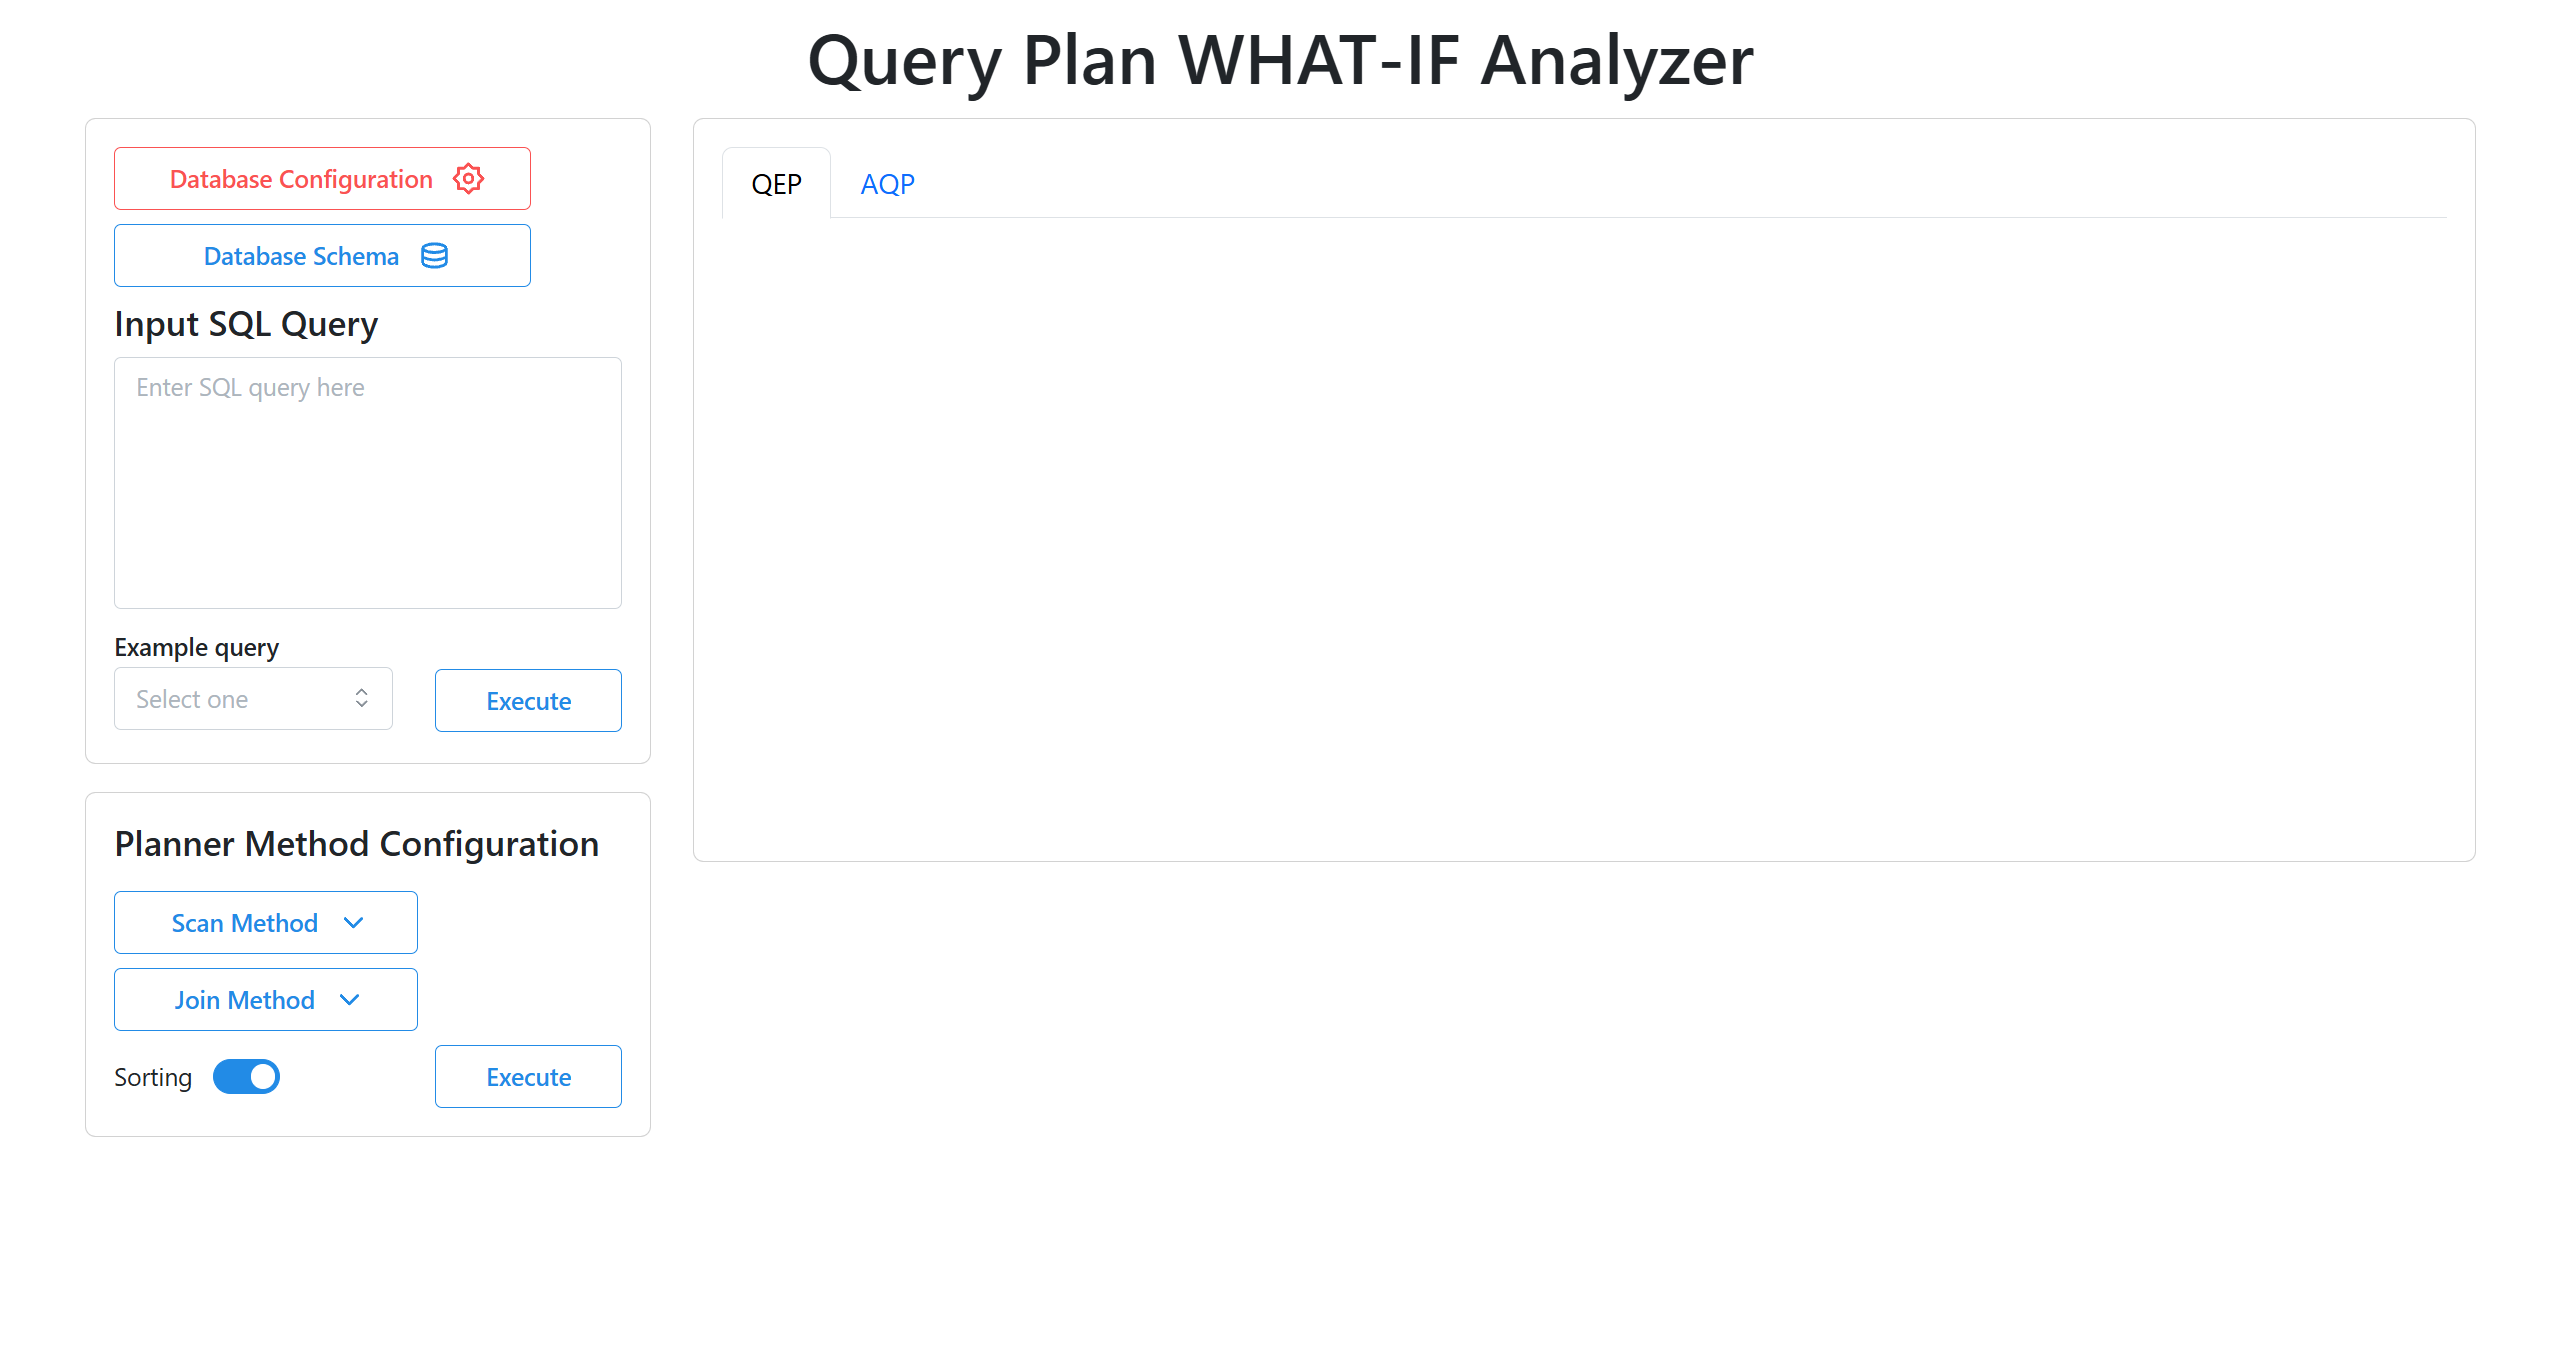 Query Plan WHAT-IF Analyzer
Database Configuration
Database Schema
Input SQL Query
Enter SQL query here
Example query
Select one
Execute
Planner Method Configuration
Scan Method
Join Method
Sorting
Execute
QEP
AQP